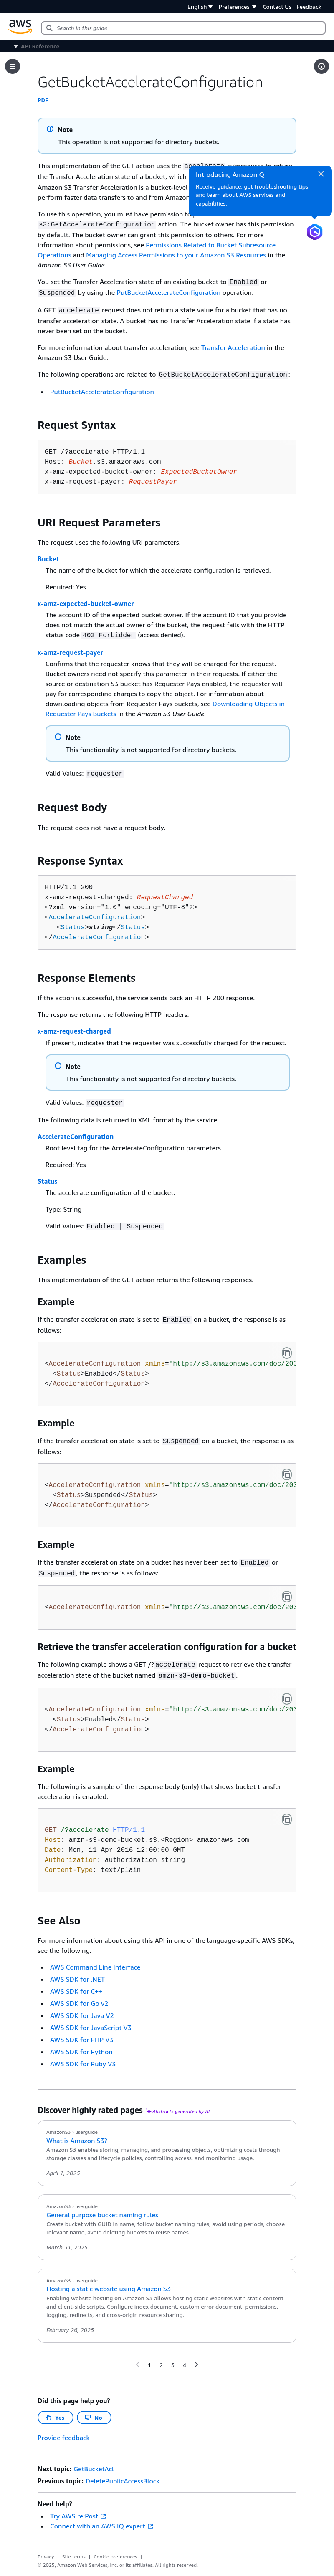 English Preferences Contact Us Feedback
aws
Search in this guide
API Reference
GetBucketAccelerateConfiguration
PDF
Note
This operation is not supported for directory buckets.
This implementation of the GET action uses the accelerate subresource to return
Transfer Acceleration state of a bucket, which
Amazon S3 Transfer Acceleration is a bucket-level
perform faster data transfers to and from Amazon
Introducing Amazon Q
Receive guidance, get troubleshooting tips,
and learn about AWS services and
capabilities.
To use this operation, you must have permission to
s3:GetAccelerateConfiguration action. The bucket owner has this permission
by default. The bucket owner can grant this permission to others. For more
information about permissions, see Permissions Related to Bucket Subresource
Operations and Managing Access Permissions to your Amazon S3 Resources in the
Amazon S3 User Guide.
You set the Transfer Acceleration state of an existing bucket to Enabled or
Suspended by using the PutBucketAccelerateConfiguration operation.
A GET accelerate request does not return a state value for a bucket that has no
transfer acceleration state. A bucket has no Transfer Acceleration state if a state has
never been set on the bucket.
For more information about transfer acceleration, see Transfer Acceleration in the
Amazon S3 User Guide.
The following operations are related to GetBucketAccelerateConfiguration:
• PutBucketAccelerateConfiguration
Request Syntax
GET /?accelerate HTTP/1.1
Host: Bucket.s3.amazonaws.com
x-amz-expected-bucket-owner: ExpectedBucketOwner
x-amz-request-payer: RequestPayer
URI Request Parameters
The request uses the following URI parameters.
Bucket
The name of the bucket for which the accelerate configuration is retrieved.
Required: Yes
x-amz-expected-bucket-owner
The account ID of the expected bucket owner. If the account ID that you provide
does not match the actual owner of the bucket, the request fails with the HTTP
status code 403 Forbidden (access denied).
x-amz-request-payer
Confirms that the requester knows that they will be charged for the request.
Bucket owners need not specify this parameter in their requests. If either the
source or destination S3 bucket has Requester Pays enabled, the requester will
pay for corresponding charges to copy the object. For information about
downloading objects from Requester Pays buckets, see Downloading Objects in
Requester Pays Buckets in the Amazon S3 User Guide.
Note
This functionality is not supported for directory buckets.
Valid Values: requester
Request Body
The request does not have a request body.
Response Syntax
HTTP/1.1 200
x-amz-request-charged: RequestCharged
<?xml version="1.0" encoding="UTF-8"?>
<AccelerateConfiguration>
<Status>string</Status>
</AccelerateConfiguration>
Response Elements
If the action is successful, the service sends back an HTTP 200 response.
The response returns the following HTTP headers.
x-amz-request-charged
If present, indicates that the requester was successfully charged for the request.
Note
This functionality is not supported for directory buckets.
Valid Values: requester
The following data is returned in XML format by the service.
AccelerateConfiguration
Root level tag for the AccelerateConfiguration parameters.
Required: Yes
Status
The accelerate configuration of the bucket.
Type: String
Valid Values: Enabled | Suspended
Examples
This implementation of the GET action returns the following responses.
Example
If the transfer acceleration state is set to Enabled on a bucket, the response is as
follows:
<AccelerateConfiguration xmlns="http://s3.amazonaws.com/doc/200
<Status>Enabled</Status>
</AccelerateConfiguration>
Example
If the transfer acceleration state is set to Suspended on a bucket, the response is as
follows:
<AccelerateConfiguration xmlns="http://s3.amazonaws.com/doc/200
<Status>Suspended</Status>
</AccelerateConfiguration>
Example
If the transfer acceleration state on a bucket has never been set to Enabled or
Suspended, the response is as follows:
<AccelerateConfiguration xmlns="http://s3.amazonaws.com/doc/200
Retrieve the transfer acceleration configuration for a bucket
The following example shows a GET /?accelerate request to retrieve the transfer
acceleration state of the bucket named amzn-s3-demo-bucket.
<AccelerateConfiguration xmlns="http://s3.amazonaws.com/doc/200
<Status>Enabled</Status>
</AccelerateConfiguration>
Example
The following is a sample of the response body (only) that shows bucket transfer
acceleration is enabled.
GET /?accelerate HTTP/1.1
Host: amzn-s3-demo-bucket.s3.<Region>.amazonaws.com
Date: Mon, 11 Apr 2016 12:00:00 GMT
Authorization: authorization string
Content-Type: text/plain
See Also
For more information about using this API in one of the language-specific AWS SDKs,
see the following:
• AWS Command Line Interface
• AWS SDK for .NET
• AWS SDK for C++
• AWS SDK for Go v2
• AWS SDK for Java V2
• AWS SDK for JavaScript V3
• AWS SDK for PHP V3
• AWS SDK for Python
• AWS SDK for Ruby V3
Discover highly rated pages Abstracts generated by AI
AmazonS3 › userguide
What is Amazon S3?
Amazon S3 enables storing, managing, and processing objects, optimizing costs through
storage classes and lifecycle policies, controlling access, and monitoring usage.
April 1, 2025
AmazonS3 › userguide
General purpose bucket naming rules
Create bucket with GUID in name, follow bucket naming rules, avoid using periods, choose
relevant name, avoid deleting buckets to reuse names.
March 31, 2025
AmazonS3 › userguide
Hosting a static website using Amazon S3
Enabling website hosting on Amazon S3 allows hosting static websites with static content
and client-side scripts. Configure index document, custom error document, permissions,
logging, redirects, and cross-origin resource sharing.
February 26, 2025
1 2 3 4
Did this page help you?
Yes No
Provide feedback
Next topic: GetBucketAcl
Previous topic: DeletePublicAccessBlock
Need help?
• Try AWS re:Post
• Connect with an AWS IQ expert
Privacy | Site terms | Cookie preferences |
© 2025, Amazon Web Services, Inc. or its affiliates. All rights reserved.